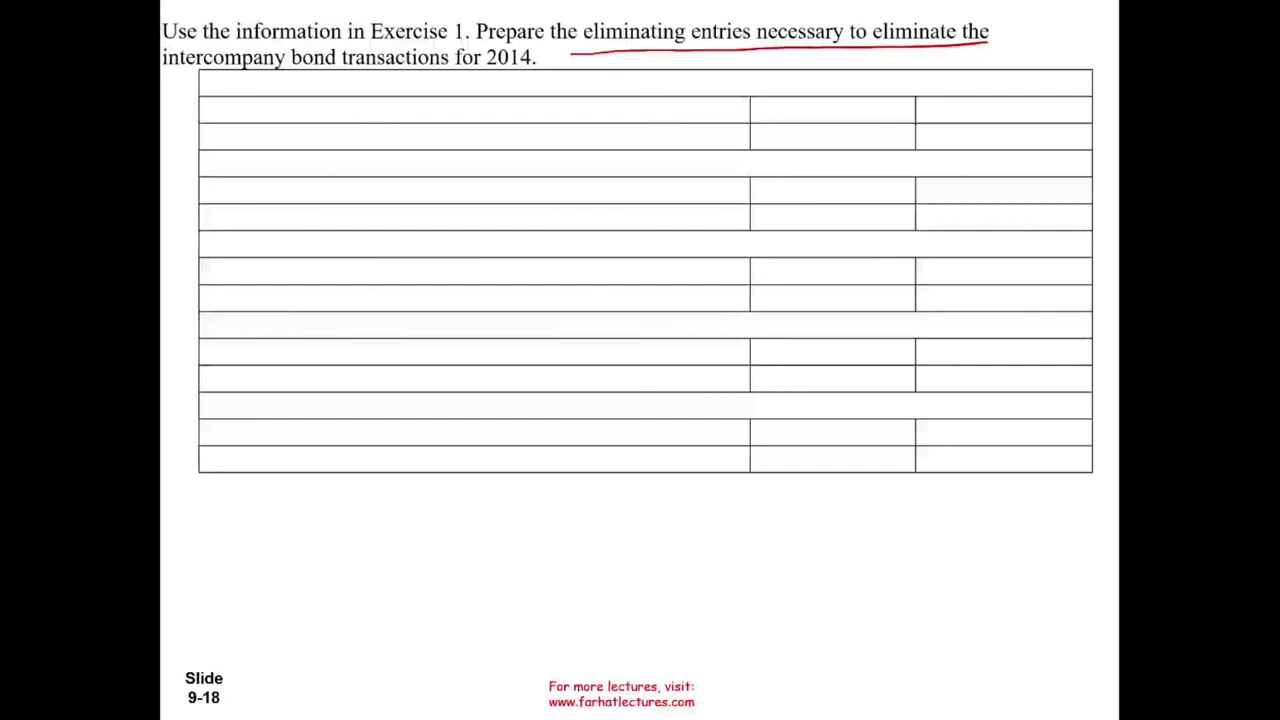 Use the information in Exercise 1. Prepare the eliminating entries necessary to eliminate the
intercompany bond transactions for 2014.
Slide
9-18
For more lectures, visit:
www.farhatlectures.com